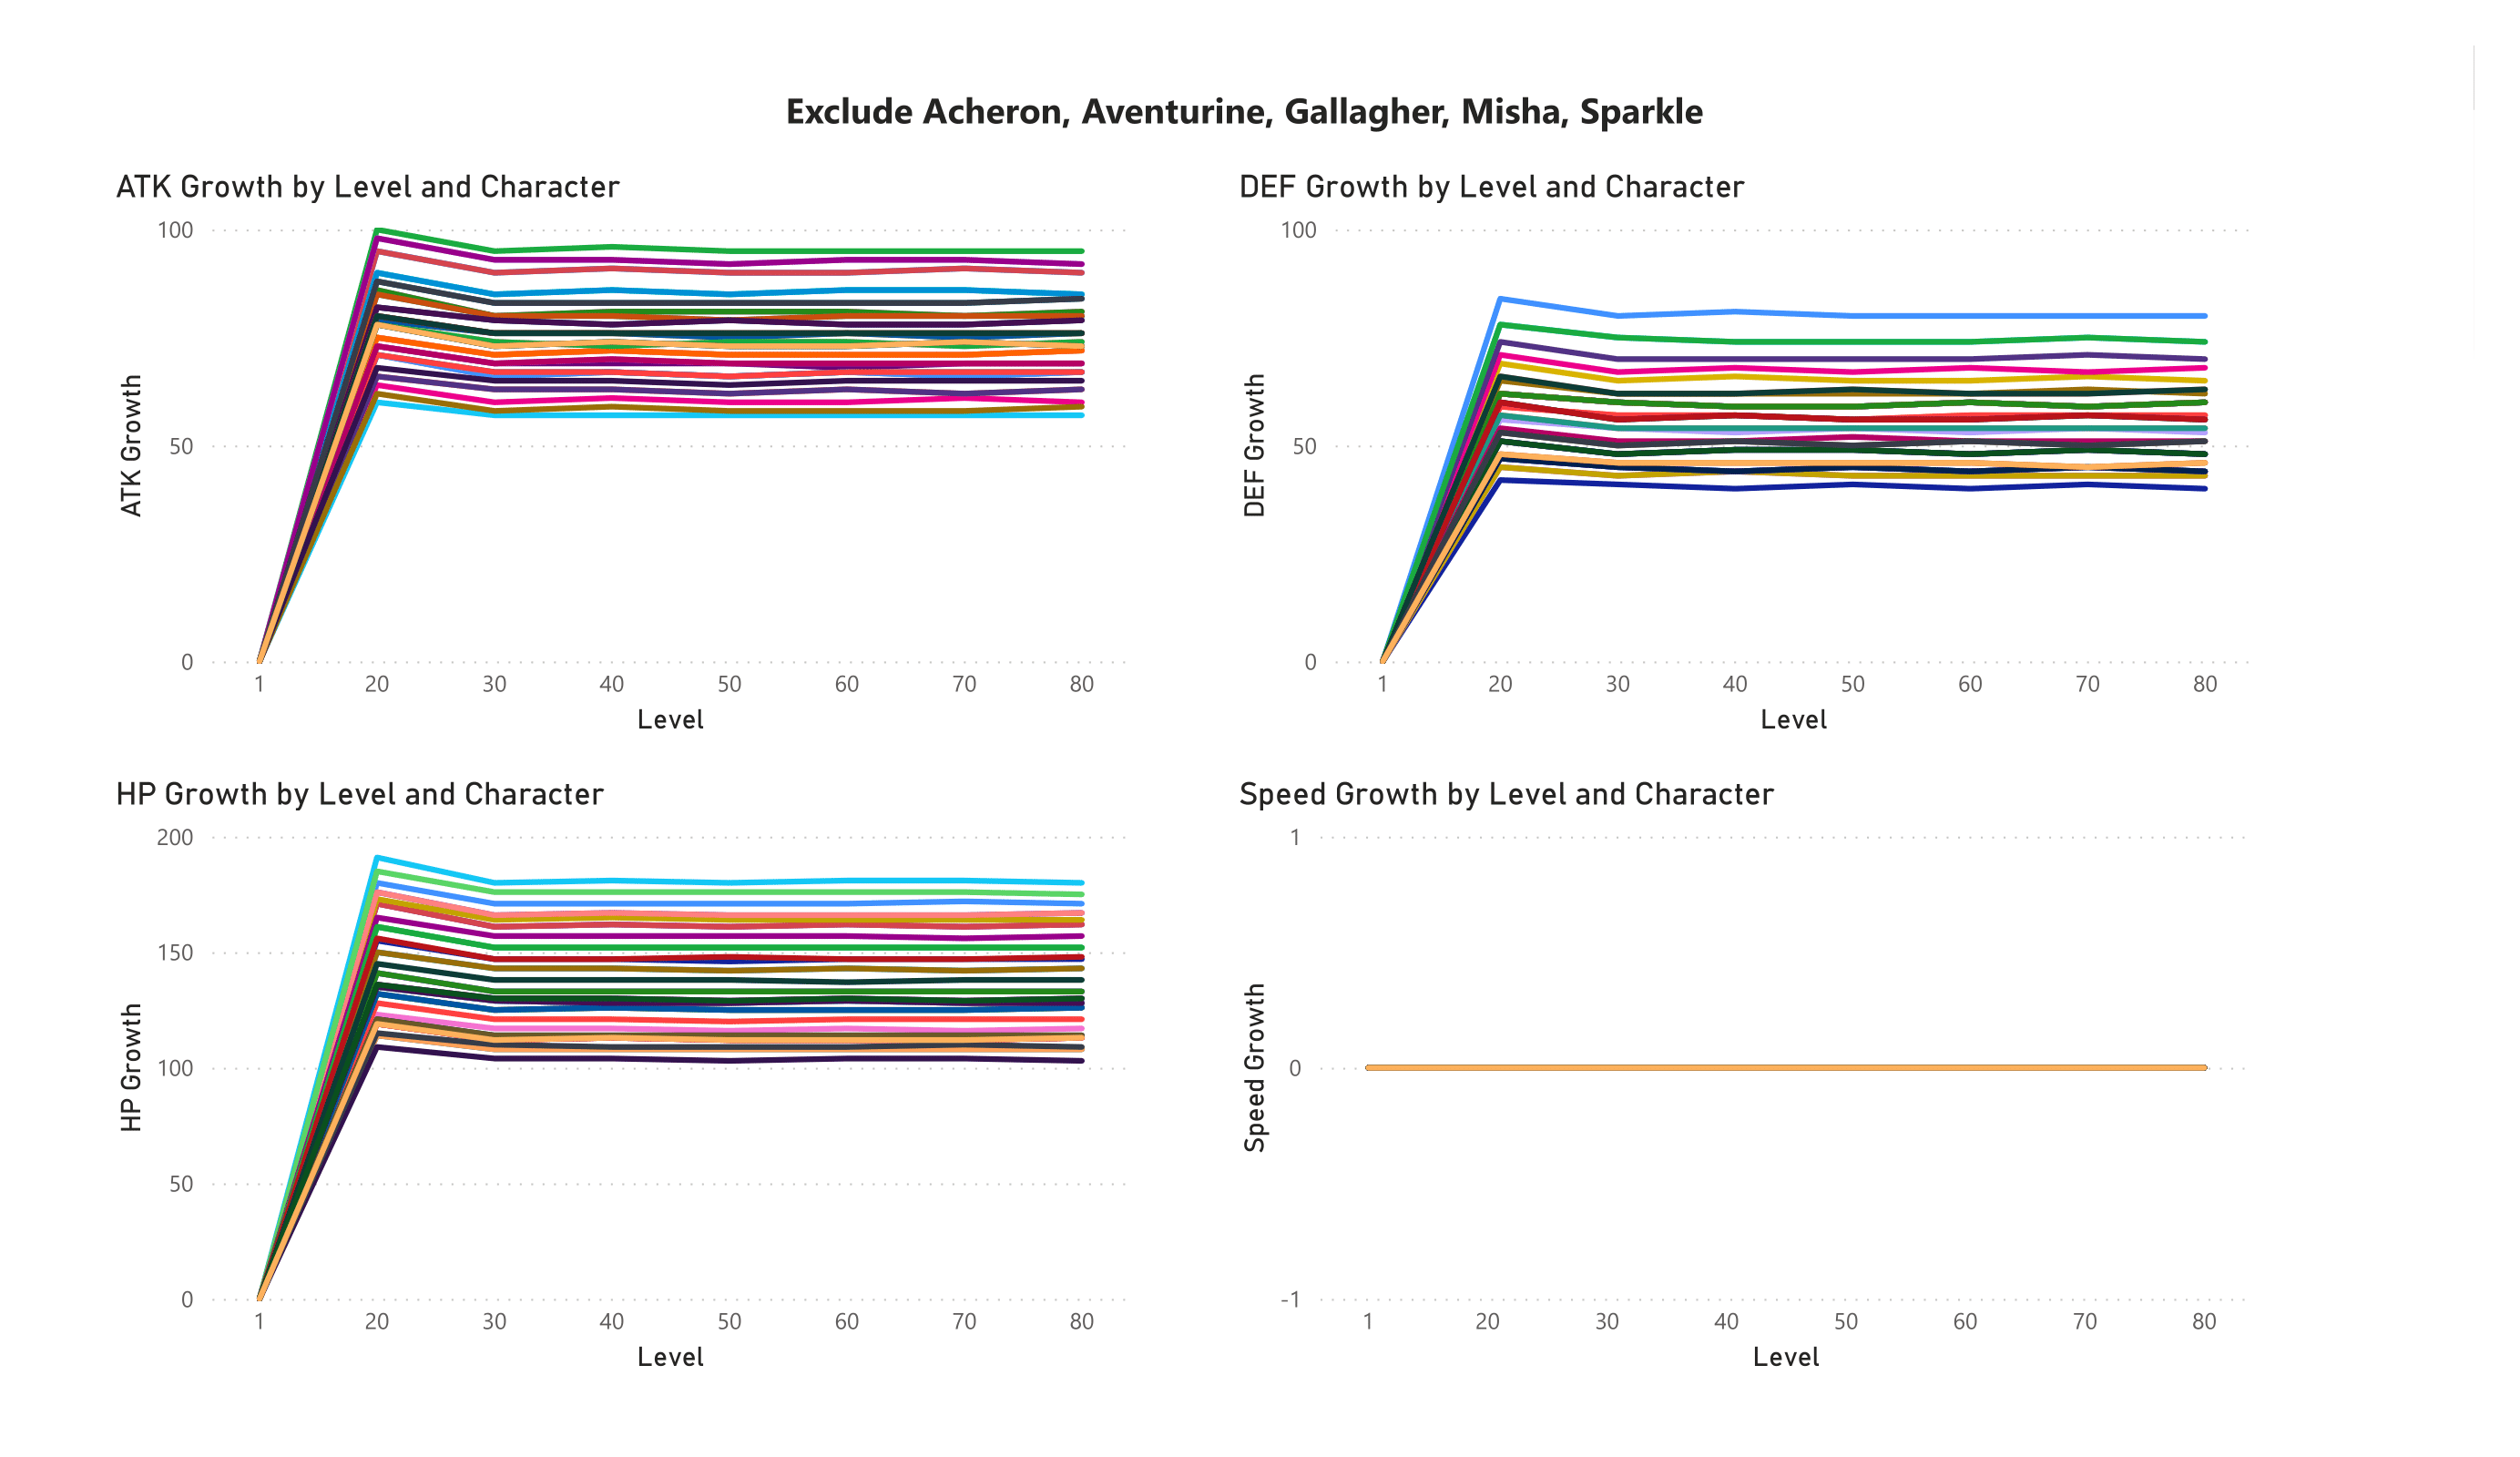 Exclude Acheron, Aventurine, Gallagher, Misha, Sparkle
ATK Growth by Level and Character
100
50
0
ATK Growth
1 20 30 40 50 60 70 80
Level
DEF Growth by Level and Character
100
50
0
DEF Growth
1 20 30 40 50 60 70 80
Level
HP Growth by Level and Character
200
150
100
50
0
HP Growth
1 20 30 40 50 60 70 80
Level
Speed Growth by Level and Character
1
0
-1
Speed Growth
1 20 30 40 50 60 70 80
Level